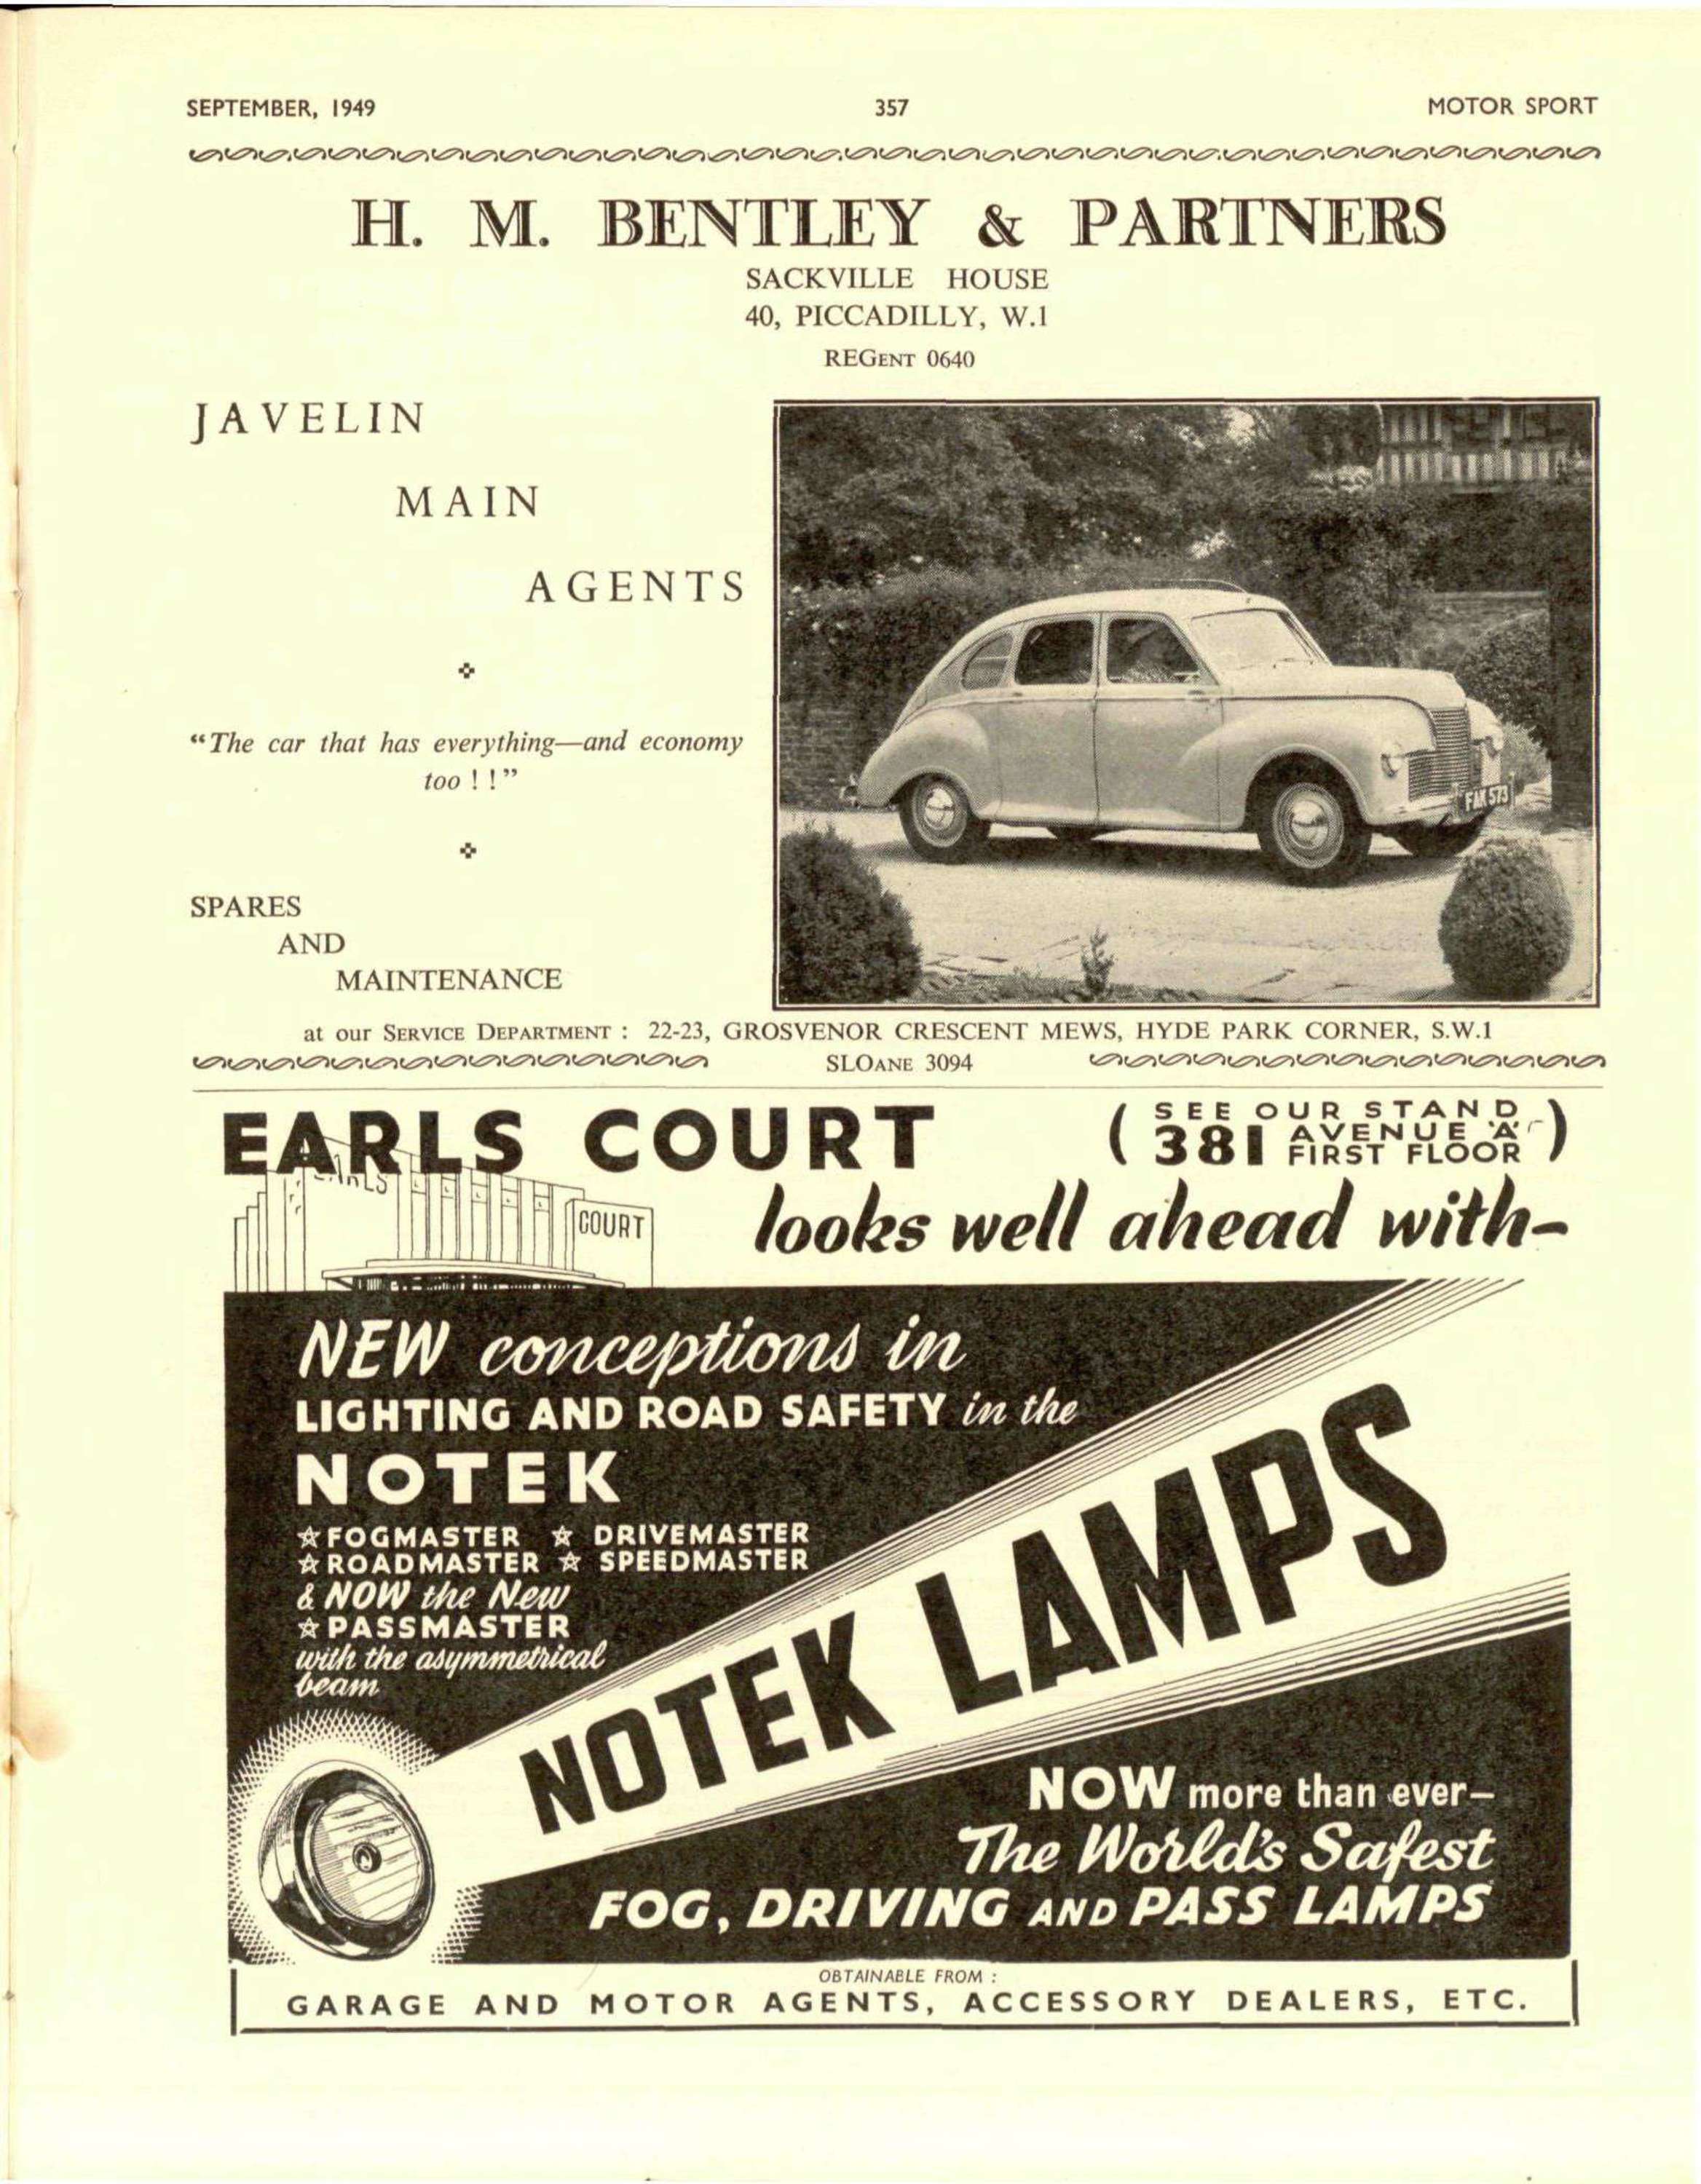 SEPTEMBER, 1949 357 MOTOR SPORT
H. M. BENTLEY & PARTNERS
SACKVILLE HOUSE
40, PICCADILLY, W.1
REGENT 0640
JAVELIN
MAIN
AGENTS
“The car that has everything—and economy
too ! !”
SPARES
AND
MAINTENANCE
FAK 573
at our SERVICE DEPARTMENT : 22-23, GROSVENOR CRESCENT MEWS, HYDE PARK CORNER, S.W.1
SLOANE 3094
EARLS COURT
( SEE OUR STAND
381 AVENUE 'A'
FIRST FLOOR )
EARLS
COURT
looks well ahead with-
NEW conceptions in
LIGHTING AND ROAD SAFETY in the
NOTEK
☆ FOGMASTER ☆ DRIVEMASTER
☆ ROADMASTER ☆ SPEEDMASTER
& NOW the New
☆ PASSMASTER
with the asymmetrical
beam
NOTEK LAMPS
NOW more than ever—
The World's Safest
FOG, DRIVING AND PASS LAMPS
OBTAINABLE FROM :
GARAGE AND MOTOR AGENTS, ACCESSORY DEALERS, ETC.